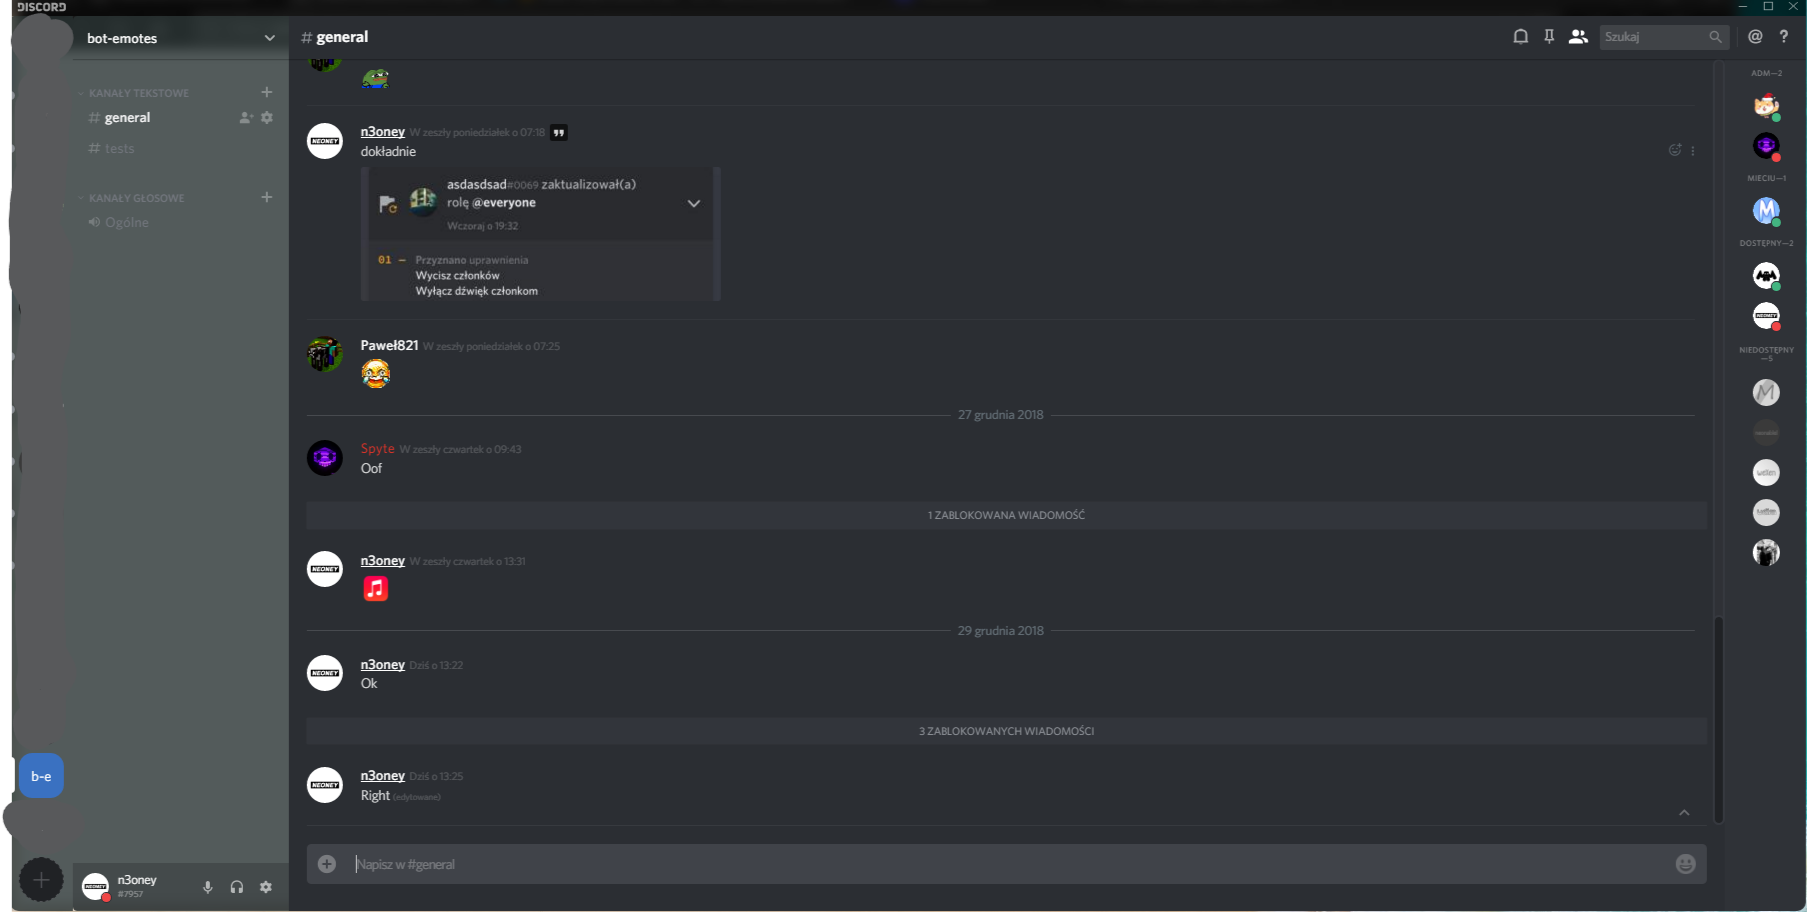 DISCORD
bot-emotes
KANAŁY TEKSTOWE
# general
# tests
KANAŁY GŁOSOWE
Ogólne
b-e
n3oney
#7957
# general
Szukaj
n3oney W zeszły poniedziałek o 07:18
dokładnie
asdasdsad#0069 zaktualizował(a)
rolę @everyone
Wczoraj o 19:32
01 — Przyznano uprawnienia
Wycisz członków
Wyłącz dźwięk członkom
Paweł821 W zeszły poniedziałek o 07:25
27 grudnia 2018
Spyte W zeszły czwartek o 09:43
Oof
1 ZABLOKOWANA WIADOMOŚĆ
NEONEY
n3oney W zeszły czwartek o 13:31
29 grudnia 2018
NEONEY
n3oney Dziś o 13:22
Ok
3 ZABLOKOWANYCH WIADOMOŚCI
NEONEY
n3oney Dziś o 13:25
Right (edytowane)
Napisz w #general
ADM—2
MIECIU—1
M
DOSTĘPNY—2
NEONEY
NIEDOSTĘPNY
—5
M